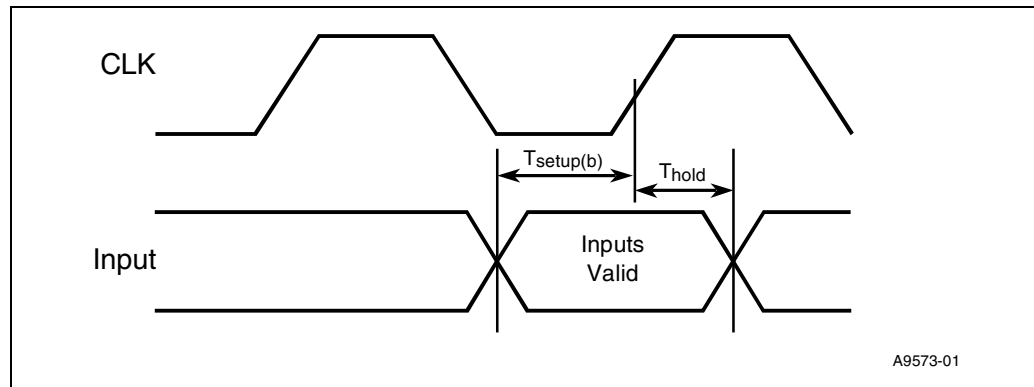 CLK
Tsetup(b)
Thold
Input
Inputs
Valid
A9573-01